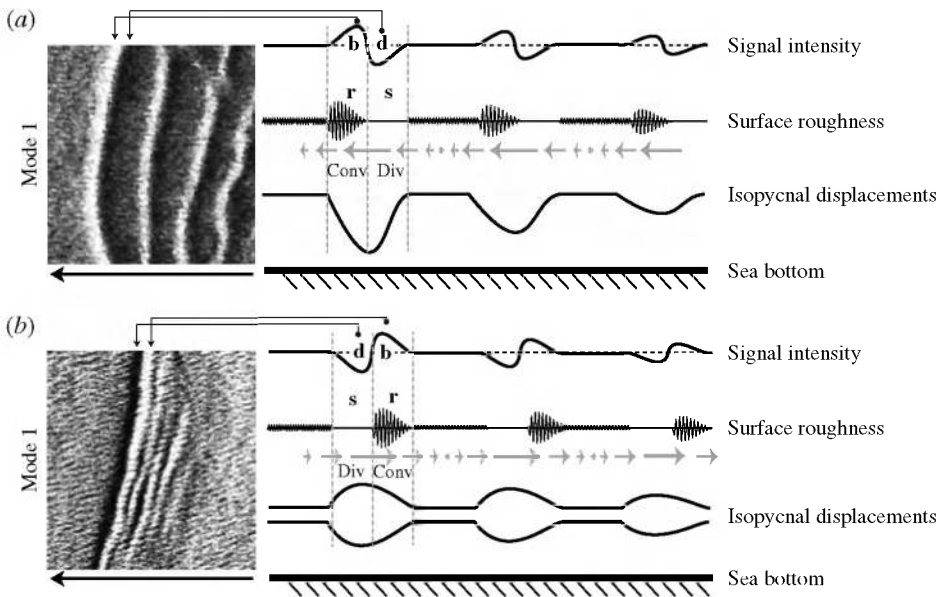 (a)
Mode 1
b d
Signal intensity
r s
Surface roughness
Conv Div
Isopycnal displacements
Sea bottom
(b)
Mode 1
d b
Signal intensity
s r
Surface roughness
Div Conv
Isopycnal displacements
Sea bottom